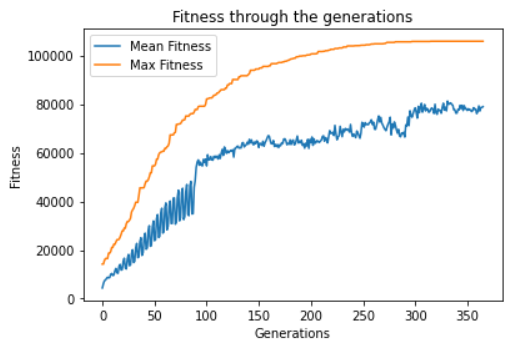 Fitness through the generations
Mean Fitness
Max Fitness
100000
80000
60000
40000
20000
0
Fitness
0 50 100 150 200 250 300 350
Generations